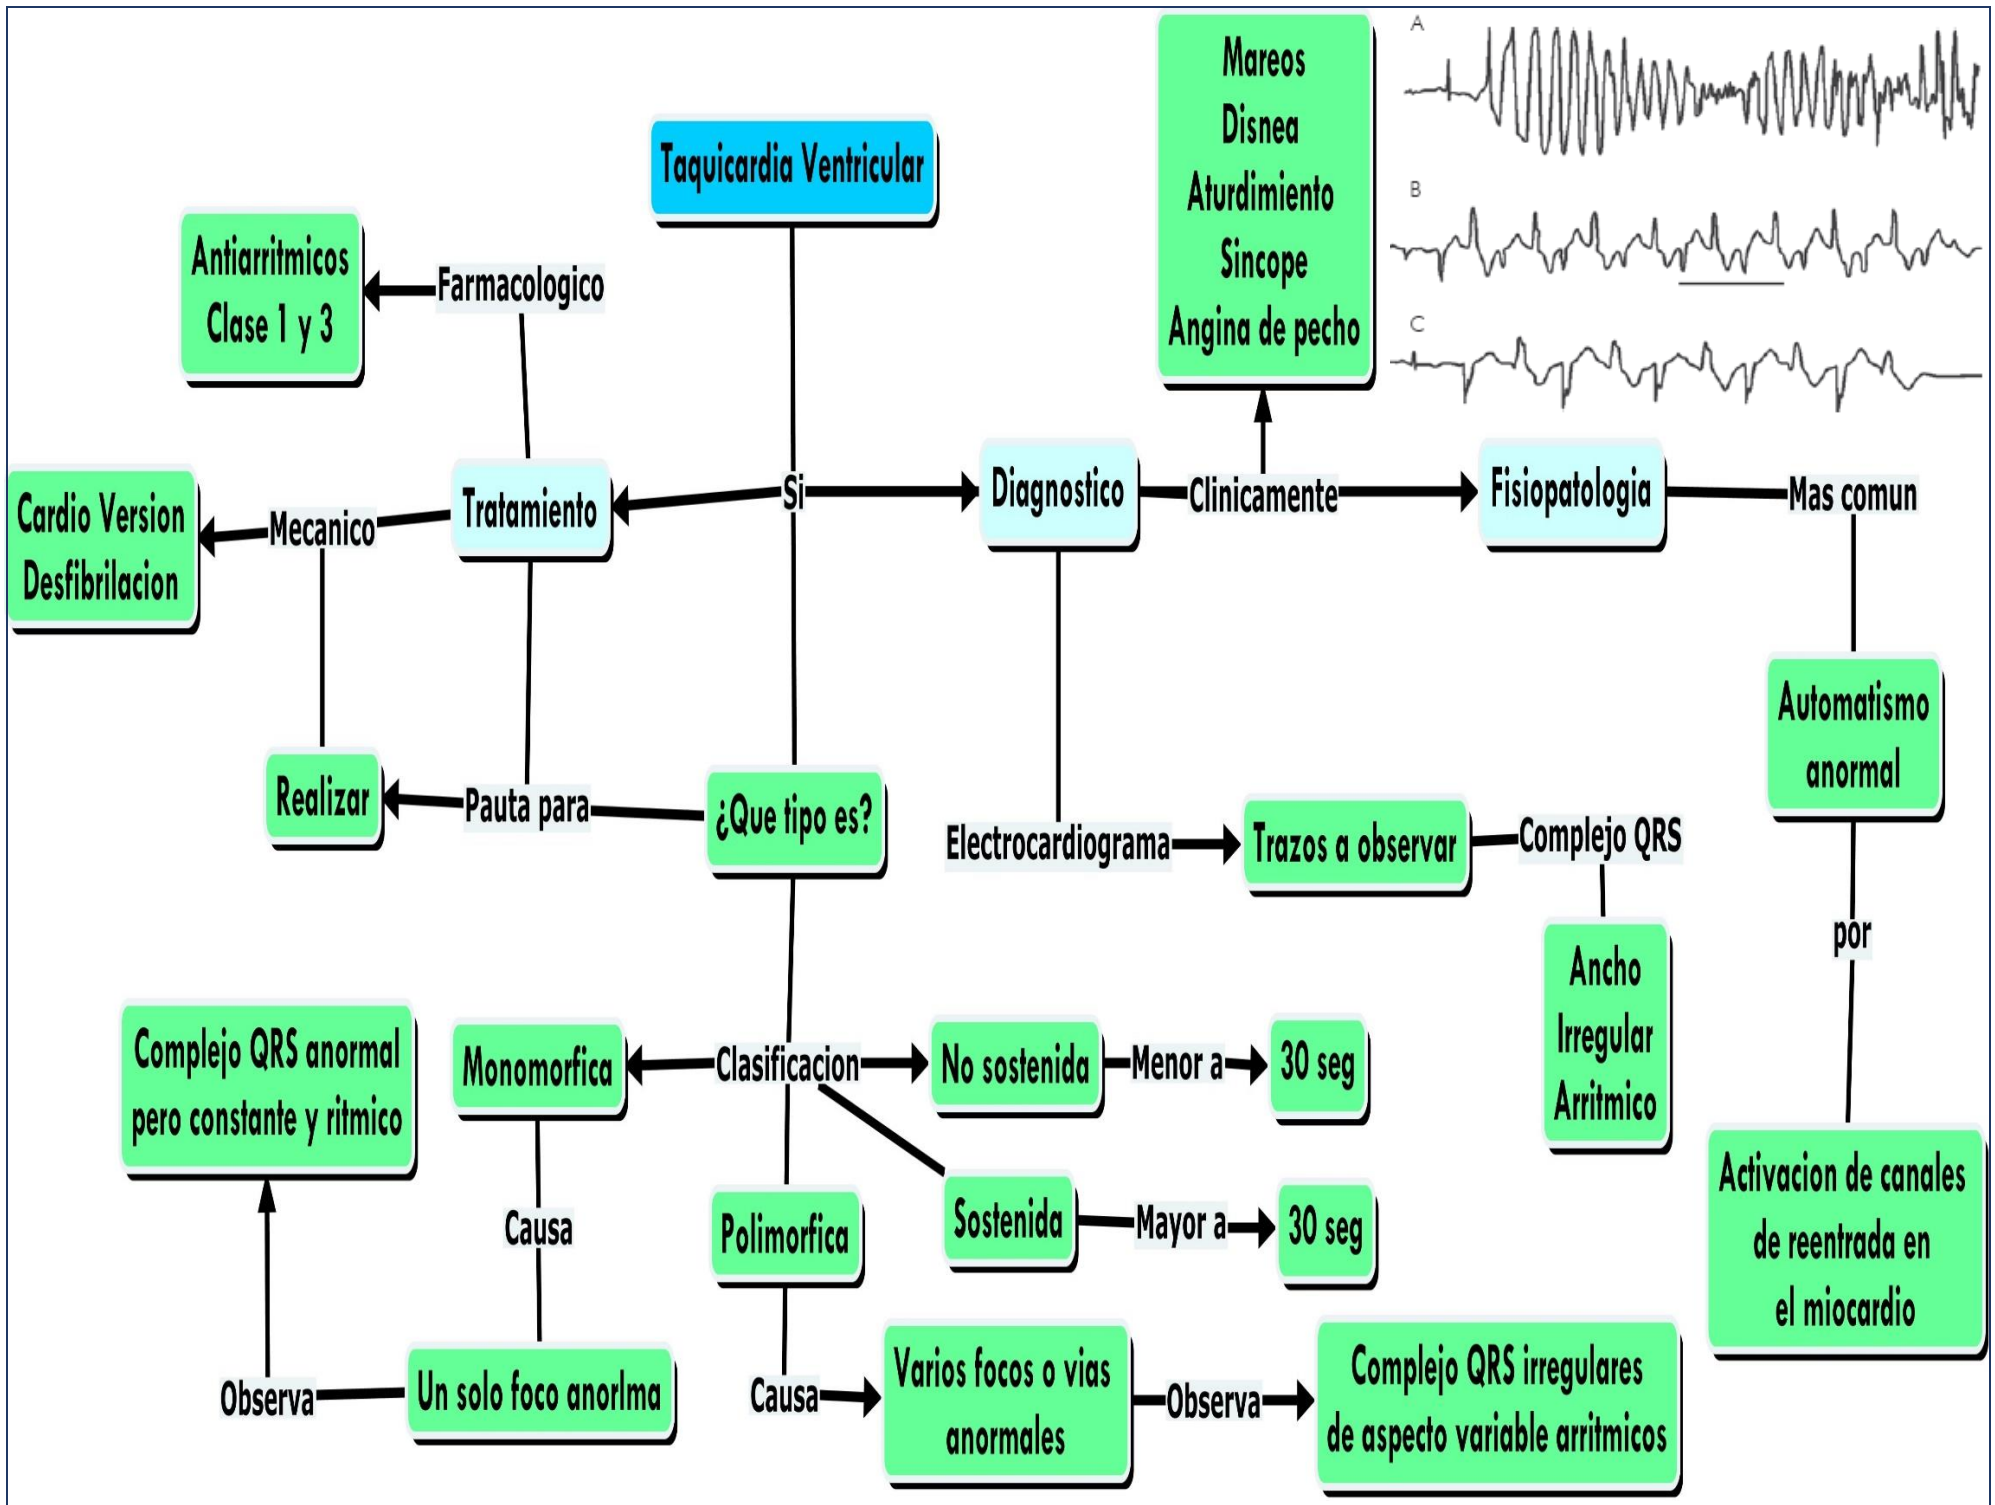 A
Mareos
Disnea
Aturdimiento
Sincope
Angina de pecho
Taquicardia Ventricular
B
Antiarritmicos
Clase 1 y 3
Farmacologico
C
Cardio Version
Desfibrilacion
Mecanico
Tratamiento
Si
Diagnostico
Clinicamente
Fisiopatologia
Mas comun
Automatismo
anormal
Realizar
Pauta para
¿Que tipo es?
Electrocardiograma
Trazos a observar
Complejo QRS
Ancho
Irregular
Arritmico
por
Complejo QRS anormal
pero constante y ritmico
Monomorfica
Clasificacion
No sostenida
Menor a
30 seg
Activacion de canales
de reentrada en
el miocardio
Causa
Polimorfica
Sostenida
Mayor a
30 seg
Observa
Un solo foco anorlma
Causa
Varios focos o vias
anormales
Observa
Complejo QRS irregulares
de aspecto variable arritmicos